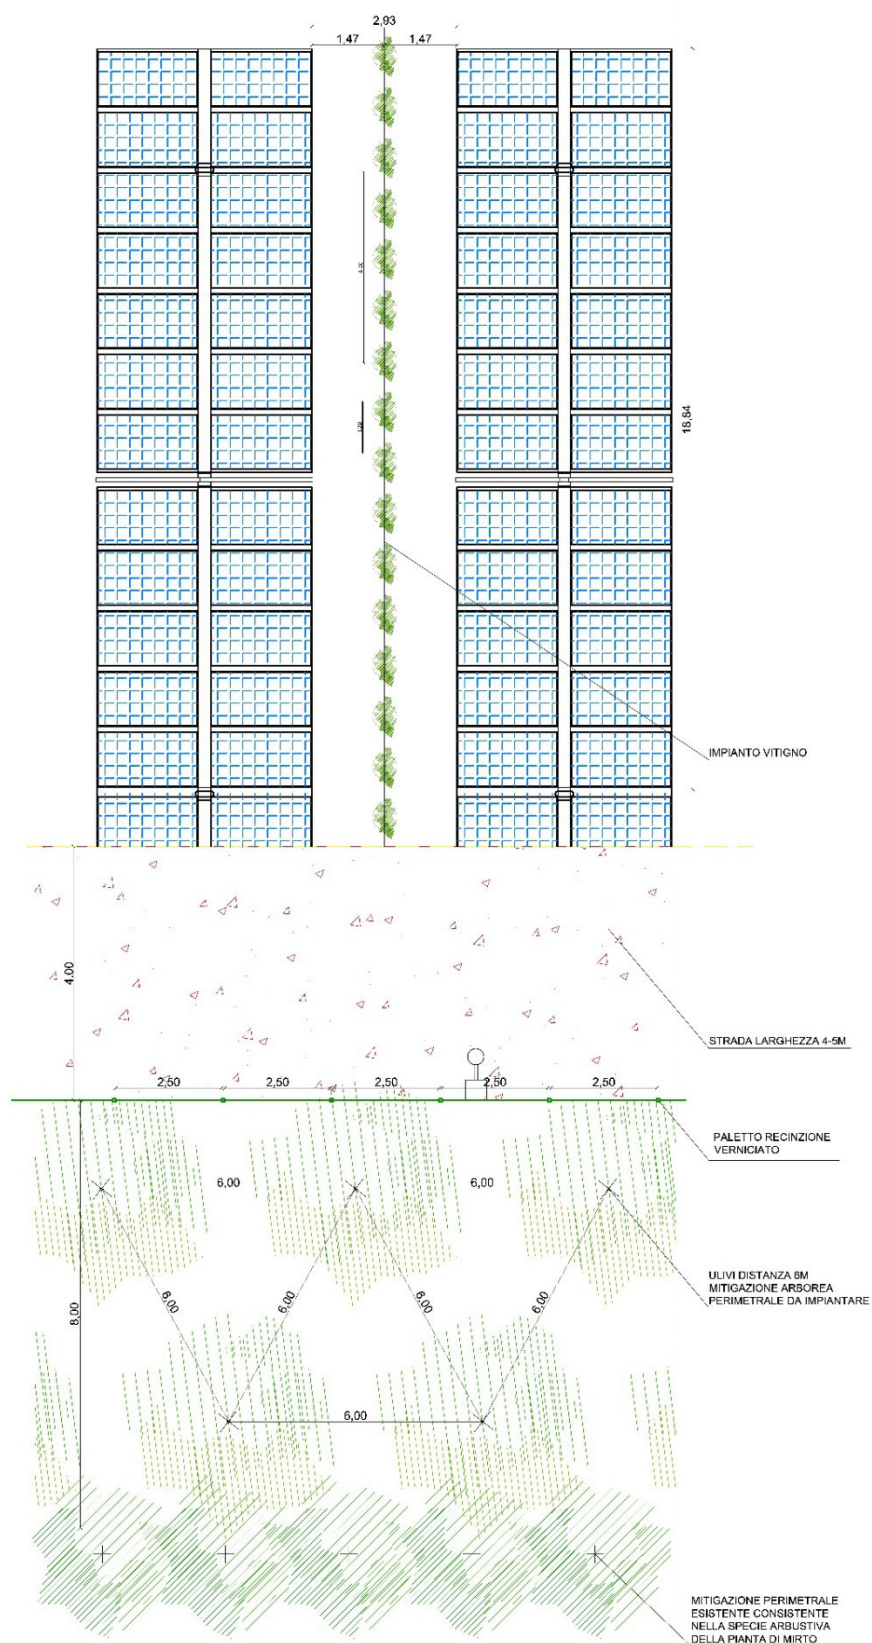 2,93
1,47
1,47
18,84
IMPIANTO VITIGNO
4.00
STRADA LARGHEZZA 4-5M
2,50
2,50
2,50
2,50
2,50
PALETTO RECINZIONE
VERNICIATO
6,00
6,00
ULIVI DISTANZA 6M
MITIGAZIONE ARBOREA
PERIMETRALE DA IMPIANTARE
8,00
6,00
6,00
6,00
6,00
6,00
MITIGAZIONE PERIMETRALE
ESISTENTE CONSISTENTE
NELLA SPECIE ARBUSTIVA
DELLA PIANTA DI MIRTO